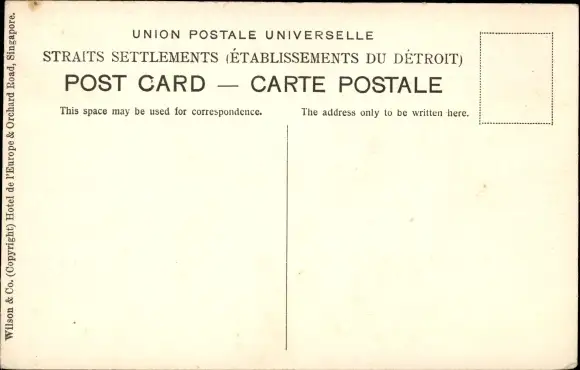 UNION POSTALE UNIVERSELLE
STRAITS SETTLEMENTS (ÉTABLISSEMENTS DU DÉTROIT)
POST CARD — CARTE POSTALE
This space may be used for correspondence.
The address only to be written here.
Wilson & Co. (Copyright) Hotel de l'Europe & Orchard Road, Singapore.